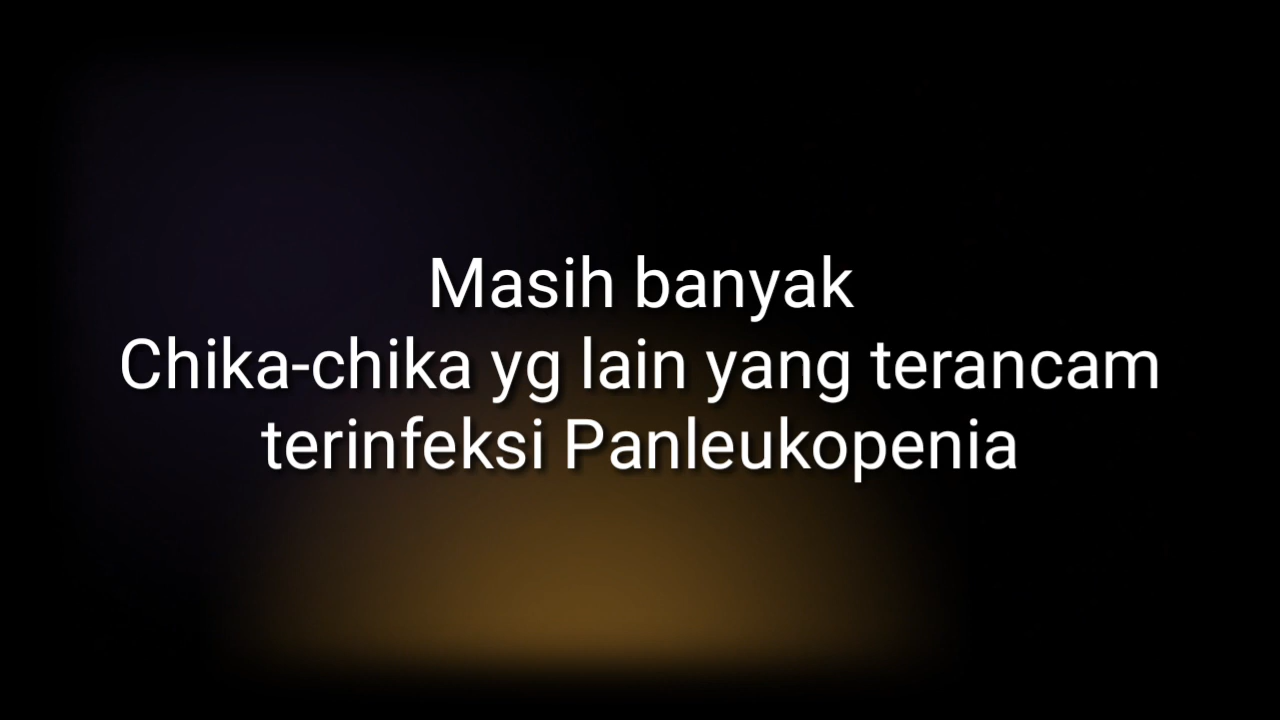 Masih banyak
Chika-chika yg lain yang terancam
terinfeksi Panleukopenia